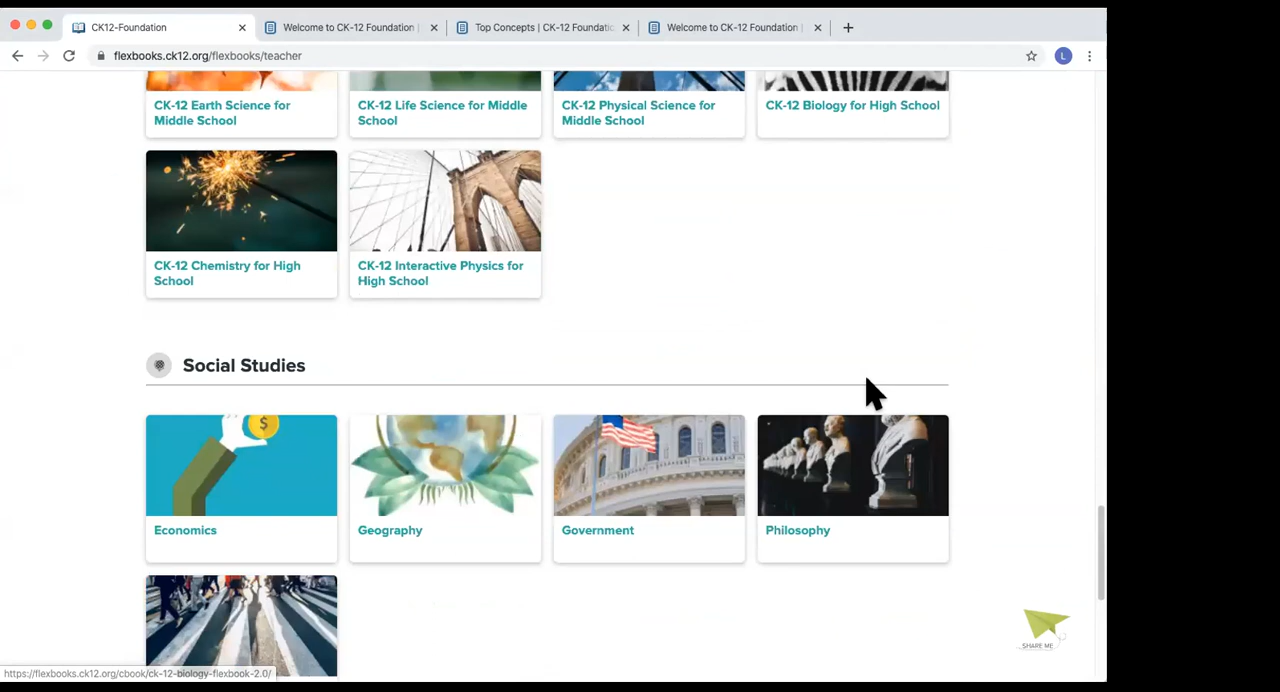 CK12-Foundation
Welcome to CK-12 Foundation |
Top Concepts | CK-12 Foundatic
Welcome to CK-12 Foundation |
flexbooks.ck12.org/flexbooks/teacher
L
CK-12 Earth Science for
Middle School
CK-12 Life Science for Middle
School
CK-12 Physical Science for
Middle School
CK-12 Biology for High School
CK-12 Chemistry for High
School
CK-12 Interactive Physics for
High School
Social Studies
$
Economics
Geography
Government
Philosophy
SHARE ME
https://flexbooks.ck12.org/cbook/ck-12-biology-flexbook-2.0/